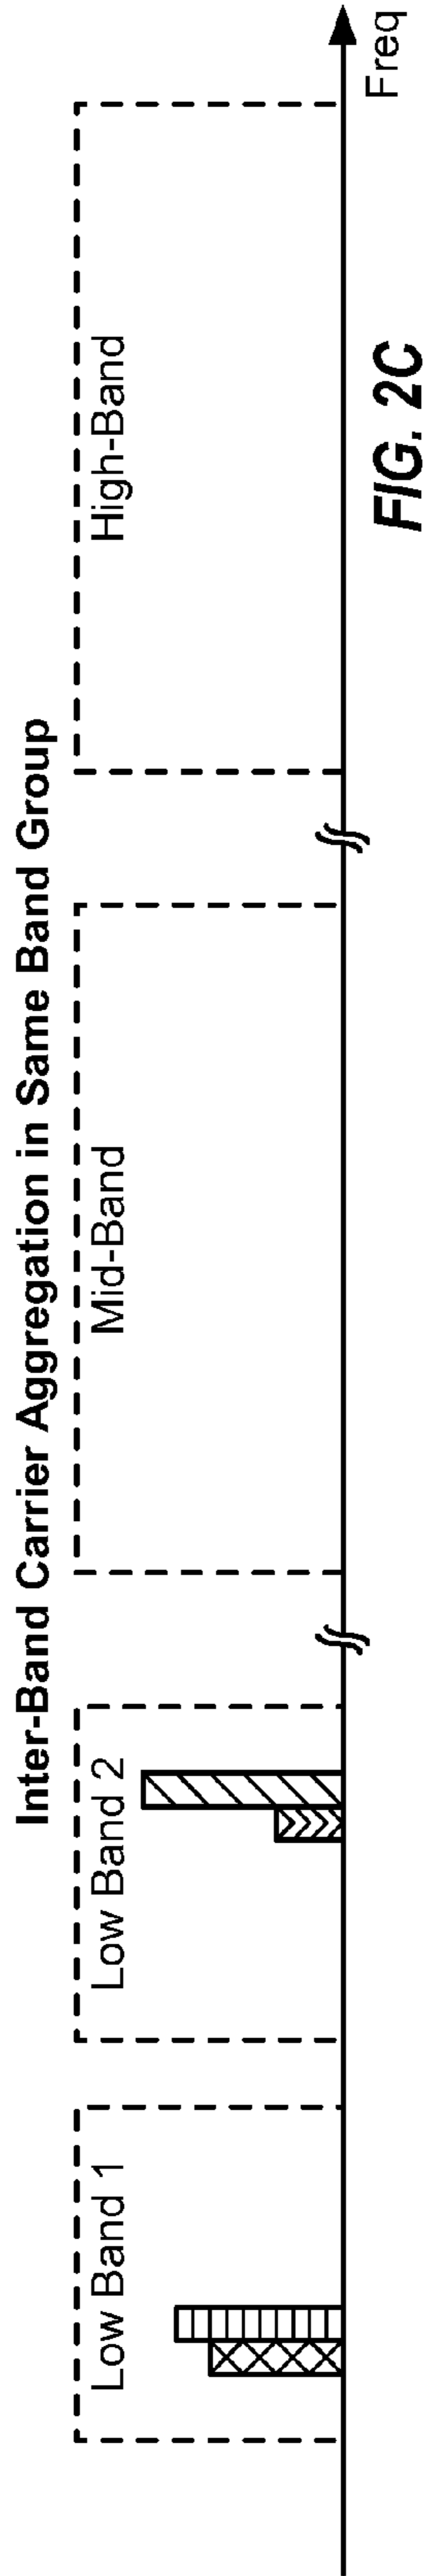 Inter-Band Carrier Aggregation in Same Band Group
Low Band 1
Low Band 2
Mid-Band
High-Band
Freq
FIG. 2C